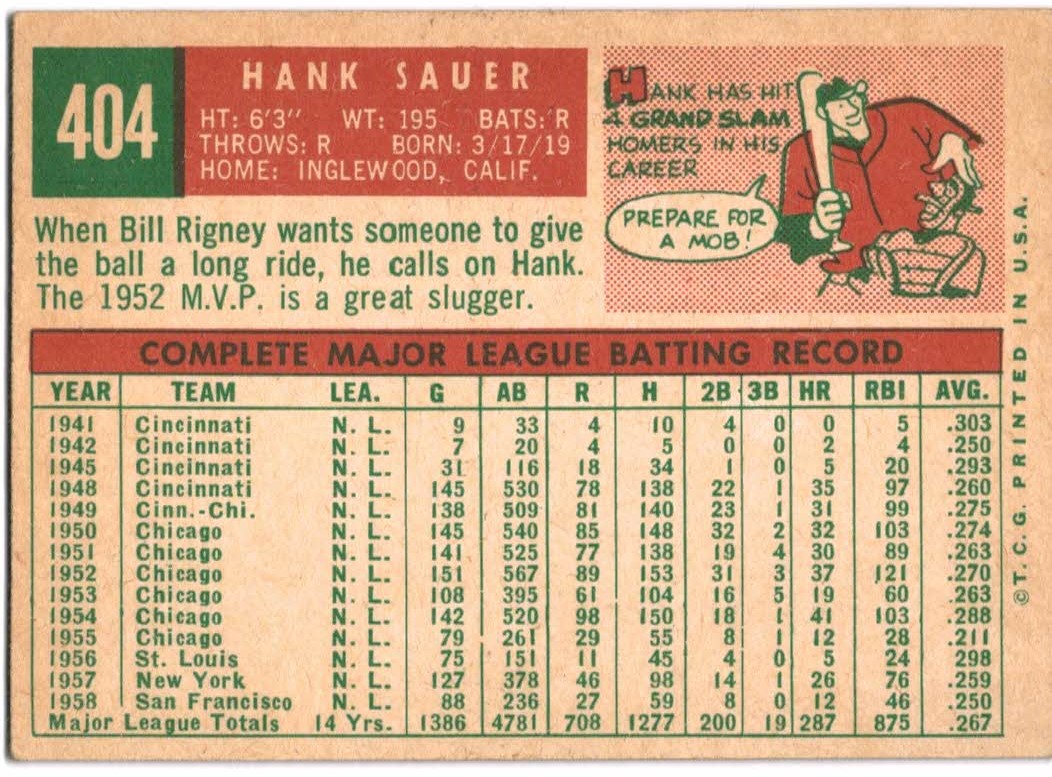 404
HANK SAUER
HT: 6'3" WT: 195 BATS: R
THROWS: R BORN: 3/17/19
HOME: INGLEWOOD, CALIF.
HANK HAS HIT
4 GRAND SLAM
HOMERS IN HIS
CAREER
PREPARE FOR
A MOB!
When Bill Rigney wants someone to give
the ball a long ride, he calls on Hank.
The 1952 M.V.P. is a great slugger.
COMPLETE MAJOR LEAGUE BATTING RECORD
YEAR TEAM LEA. G AB R H 2B 3B HR RBI AVG.
1941 Cincinnati N. L. 9 33 4 10 4 0 0 5 .303
1942 Cincinnati N. L. 7 20 4 5 0 0 2 4 .250
1945 Cincinnati N. L. 31 116 18 34 1 0 5 20 .293
1948 Cincinnati N. L. 145 530 78 138 22 1 35 97 .260
1949 Cinn.-Chi. N. L. 138 509 81 140 23 1 31 99 .275
1950 Chicago N. L. 145 540 85 148 32 2 32 103 .274
1951 Chicago N. L. 141 525 77 138 19 4 30 89 .263
1952 Chicago N. L. 151 567 89 153 31 3 37 121 .270
1953 Chicago N. L. 108 395 61 104 16 5 19 60 .263
1954 Chicago N. L. 142 520 98 150 18 1 41 103 .288
1955 Chicago N. L. 79 261 29 55 8 1 12 28 .211
1956 St. Louis N. L. 75 151 11 45 4 0 5 24 .298
1957 New York N. L. 127 378 46 98 14 1 26 76 .259
1958 San Francisco N. L. 88 236 27 59 8 0 12 46 .250
Major League Totals 14 Yrs. 1386 4781 708 1277 200 19 287 875 .267
©T. C. G. PRINTED IN U.S.A.